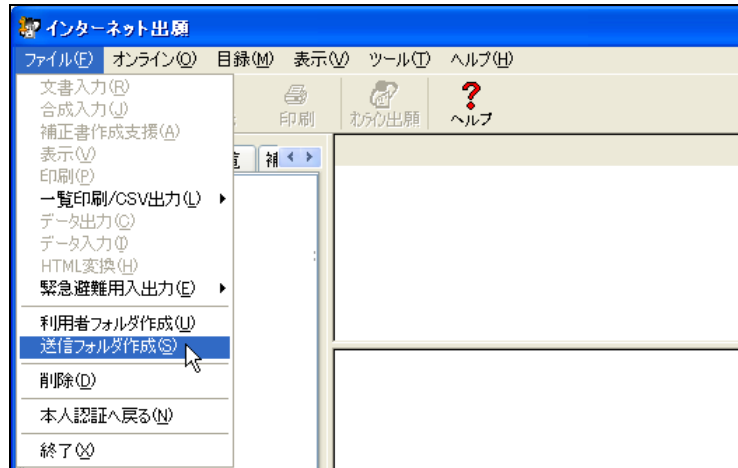 インターネット出願
ファイル(F) オンライン(O) 目録(M) 表示(V) ツール(T) ヘルプ(H)
文書入力(R)
合成入力(J)
補正書作成支援(A)
表示(V)
印刷(P)
一覧印刷/CSV出力(L)
データ出力(C)
データ入力(I)
HTML変換(H)
緊急避難用入出力(E)
利用者フォルダ作成(U)
送信フォルダ作成(S)
削除(D)
本人認証へ戻る(N)
終了(X)
印刷 オンライン出願 ヘルプ
補